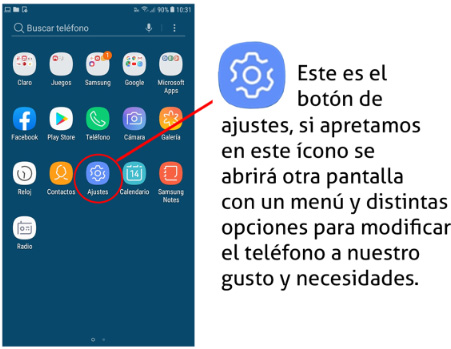 90% 10:31
Buscar teléfono
Claro Juegos Samsung Google Microsoft
Apps
1
Facebook Play Store Teléfono Cámara Galería
14
Reloj Contactos Ajustes Calendario Samsung
Notes
Radio
Este es el
botón de
ajustes, si apretamos
en este ícono se
abrirá otra pantalla
con un menú y distintas
opciones para modificar
el teléfono a nuestro
gusto y necesidades.